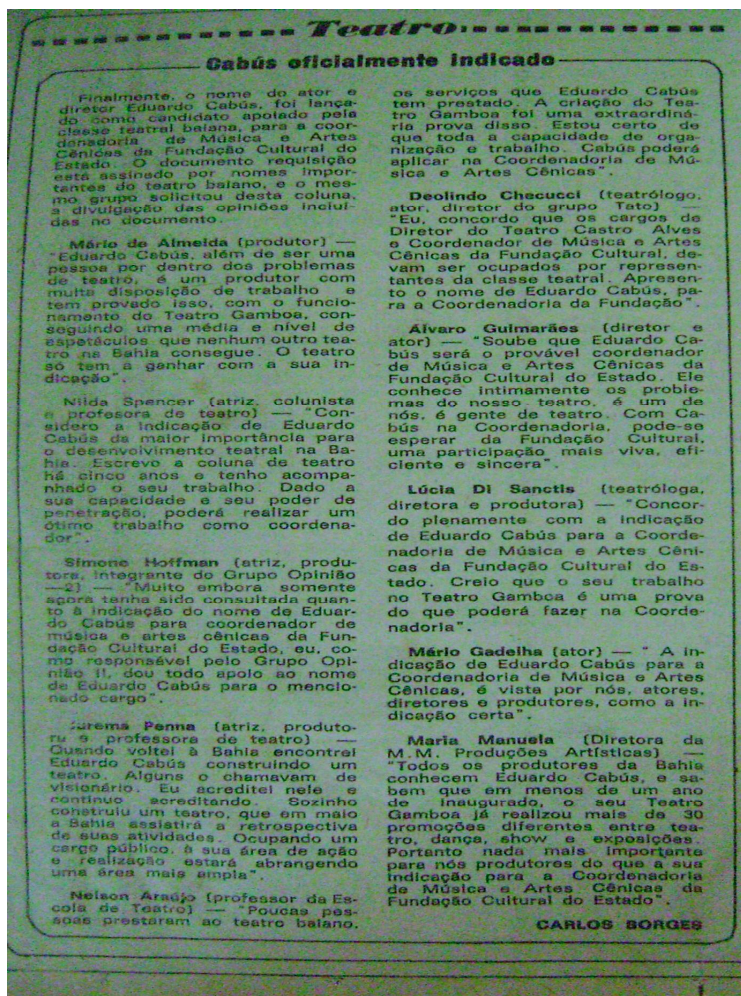 Teatro
Cabús oficialmente indicado
Finalmente, o nome do ator e
diretor Eduardo Cabús, foi lança-
do como candidato apoiado pela
classe teatral baiana, para a coor-
denadoria de Música e Artes
Cênicas da Fundação Cultural do
Estado. O documento requisição
está assinado por nomes impor-
tantes do teatro baiano, e o mes-
mo grupo solicitou desta coluna,
a divulgação das opiniões incluí-
das no documento.
Mário de Almeida (produtor) —
"Eduardo Cabús, além de ser uma
pessoa por dentro dos problemas
de teatro, é um produtor com
muita disposição de trabalho e
tem provado isso, com o funcio-
namento do Teatro Gamboa, con-
seguindo uma média e nível de
espetáculos que nenhum outro tea-
tro na Bahia consegue. O teatro
só tem a ganhar com a sua in-
dicação".
Nilda Spencer (atriz, colunista
e profesora de teatro) — "Con-
sidero a indicação de Eduardo
Cabús da maior importância para
o desenvolvimento teatral na Ba-
hia. Escrevo a coluna de teatro
há cinco anos e tenho acompa-
nhado o seu trabalho. Dado a
sua capacidade e seu poder de
penetração, poderá realizar um
ótimo trabalho como coordena-
dor".
Simone Hoffman (atriz, produ-
tora, integrante do Grupo Opinião
—2) — "Muito embora somente
agora tenha sido consultada quan-
to à indicação do nome de Eduar-
do Cabús para coordenador de
música e artes cênicas da Fun-
dação Cultural do Estado, eu, co-
mo responsável pelo Grupo Opi-
nião II, dou todo apoio ao nome
de Eduardo Cabús para o mencio-
nado cargo".
Jurema Penna (atriz, produto-
ra e professora de teatro) —
Quando voltei à Bahia encontrei
Eduardo Cabús construindo um
teatro. Alguns o chamavam de
visionário. Eu acreditei nele e
continuo acreditando. Sozinho
construiu um teatro, que em maio
a Bahia assistirá a retrospectiva
de suas atividades. Ocupando um
cargo público, a sua área de ação
e realização estará abrangendo
uma área mais ampla".
Nelson Araújo (professor da Es-
cola de Teatro) — "Poucas pes-
soas prestaram ao teatro baiano,
os serviços que Eduardo Cabús
tem prestado. A criação do Tea-
tro Gamboa foi uma extraordiná-
ria prova disso. Estou certo de
que toda a capacidade de orga-
nização e trabalho. Cabús poderá
aplicar na Coordenadoria de Mú-
sica e Artes Cênicas".
Deolindo Checucci (teatrólogo,
ator, diretor do grupo Tato) —
"Eu, concordo que os cargos de
Diretor do Teatro Castro Alves
e Coordenador de Música e Artes
Cênicas da Fundação Cultural, de-
vam ser ocupados por represen-
tantes da classe teatral. Apresen-
to o nome de Eduardo Cabús, pa-
ra a Coordenadoria da Fundação".
Álvaro Guimarães (diretor e
ator) — "Soube que Eduardo Ca-
bús será o provável coordenador
de Música e Artes Cênicas da
Fundação Cultural do Estado. Ele
conhece intimamente os proble-
mas do nosso teatro, é um de
nós, é gente de teatro. Com Ca-
bús na Coordenadoria, pode-se
esperar da Fundação Cultural,
uma participação mais viva, efi-
ciente e sincera".
Lúcia Di Sanctis (teatróloga,
diretora e produtora) — "Concor-
do plenamente com a indicação
de Eduardo Cabús para a Coorde-
nadoria de Música e Artes Cêni-
cas da Fundação Cultural do Es-
tado. Creio que o seu trabalho
no Teatro Gamboa é uma prova
do que poderá fazer na Coorde-
nadoria".
Mário Gadelha (ator) — " A in-
dicação de Eduardo Cabús para a
Coordenadoria de Música e Artes
Cênicas, é vista por nós, atores,
diretores e produtores, como a in-
dicação certa".
Maria Manuela (Diretora da
M.M. Produções Artísticas) —
"Todos os produtores da Bahia
conhecem Eduardo Cabús, e sa-
bem que em menos de um ano
de inaugurado, o seu Teatro
Gamboa já realizou mais de 30
promoções diferentes entre tea-
tro, dança, show e exposições.
Portanto nada mais importante
para nós produtores do que a sua
indicação para a Coordenadoria
de Música e Artes Cênicas da
Fundação Cultural do Estado".
CARLOS BORGES